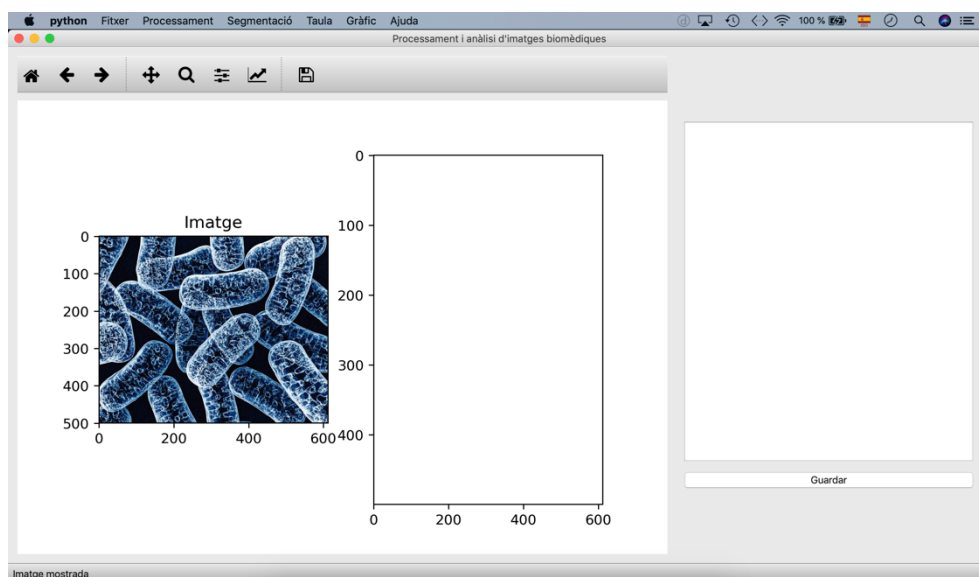 python Fitxer Processament Segmentació Taula Gràfic Ajuda 100 %
Processament i anàlisi d'imatges biomèdiques
Imatge
0
100
200
300
400
500
0 200 400 600
0
100
200
300
400
0 200 400 600
Guardar
Imatge mostrada